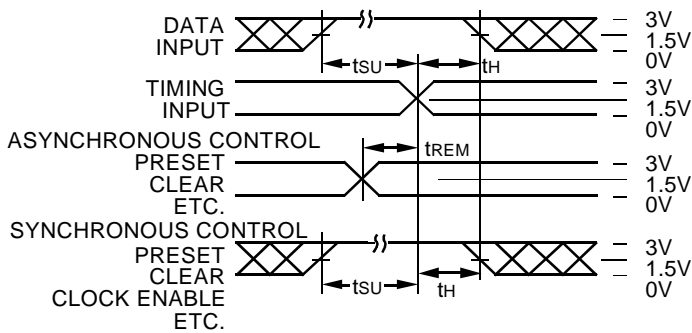 DATA
INPUT
tSU
tH
3V
1.5V
0V
TIMING
INPUT
3V
1.5V
0V
ASYNCHRONOUS CONTROL
PRESET
CLEAR
ETC.
tREM
3V
1.5V
0V
SYNCHRONOUS CONTROL
PRESET
CLEAR
CLOCK ENABLE
ETC.
tSU
tH
3V
1.5V
0V